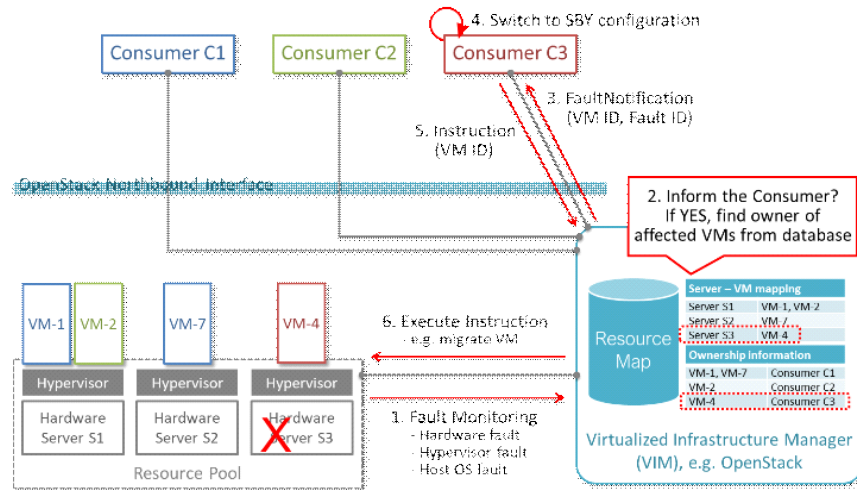 4. Switch to SBY configuration
Consumer C1
Consumer C2
Consumer C3
3. FaultNotification
(VM ID, Fault ID)
5. Instruction
(VM ID)
OpenStack Northbound Interface
2. Inform the Consumer?
If YES, find owner of
affected VMs from database
Resource
Map
Server – VM mapping
Server S1 VM-1, VM-2
Server S2 VM-7
Server S3 VM-4
Ownership information
VM-1, VM-7 Consumer C1
VM-2 Consumer C2
VM-4 Consumer C3
Virtualized Infrastructure Manager
(VIM), e.g. OpenStack
VM-1
VM-2
VM-7
VM-4
6. Execute Instruction
- e.g. migrate VM
Hypervisor
Hypervisor
Hypervisor
Hardware
Server S1
Hardware
Server S2
Hardware
Server S3
X
Resource Pool
1. Fault Monitoring
- Hardware fault
- Hypervisor fault
- Host OS fault